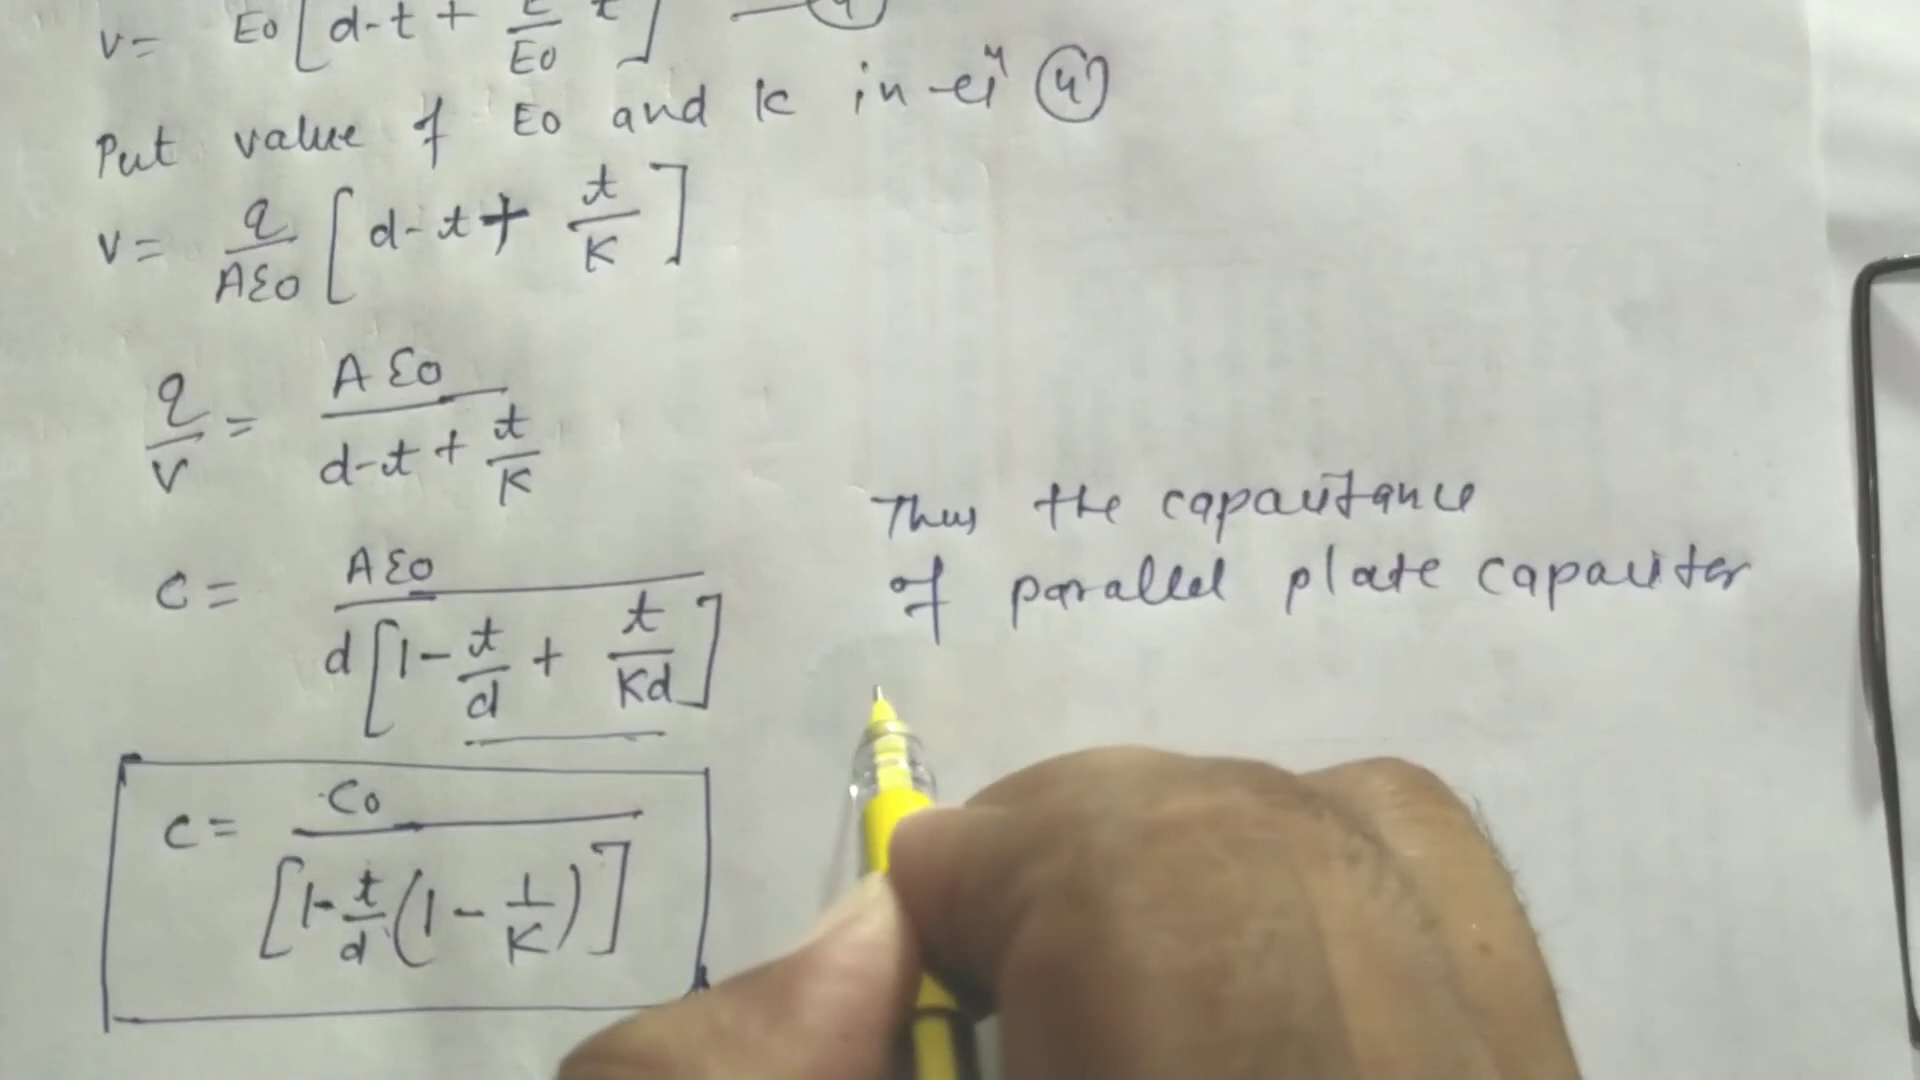 V = E0 [d-t + E/E0 t] — (4)
Put value of E0 and K in eqn (4)
V = q/Aε0 [d-t + t/K]
q/V = Aε0/(d-t + t/K)
C = Aε0/(d[1 - t/d + t/Kd])
C = C0/[1 - t/d (1 - 1/K)]
Thus the capacitance
of parallel plate capacitor